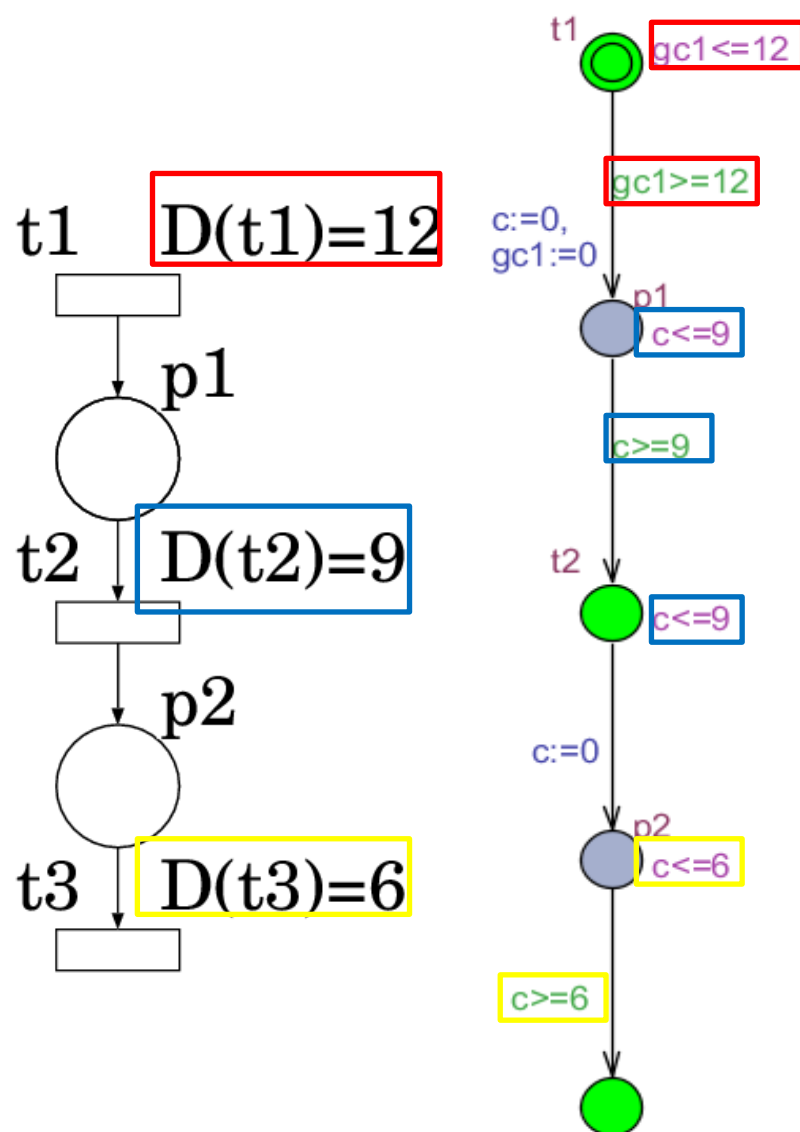 t1 D(t1)=12
p1
t2 D(t2)=9
p2
t3 D(t3)=6
t1 gc1<=12
gc1>=12
c:=0,
gc1:=0
p1
c<=9
c>=9
t2
c<=9
c:=0
p2
c<=6
c>=6